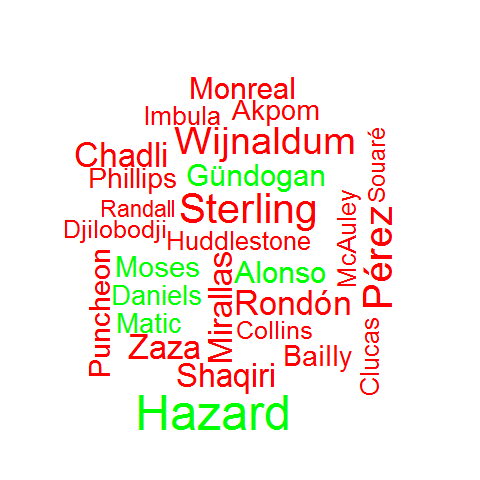 Monreal
Imbula
Akpom
Wijnaldum
Chadli
Souaré
Phillips
Gündogan
Randall
Sterling
McAuley
Pérez
Djilobodji
Huddlestone
Puncheon
Moses
Mirallas
Alonso
Daniels
Rondón
Matic
Collins
Clucas
Zaza
Bailly
Shaqiri
Hazard